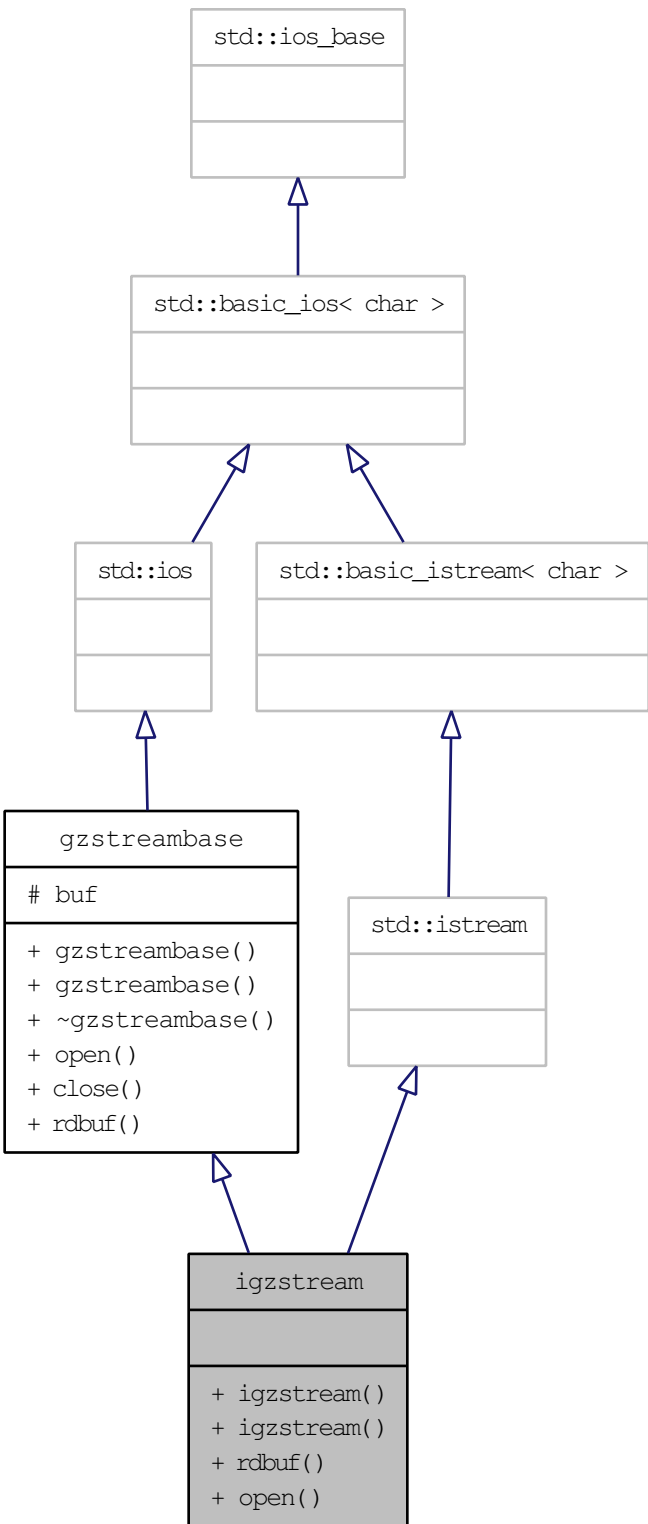 std::ios_base
std::basic_ios< char >
std::ios
std::basic_istream< char >
gzstreambase
# buf
+ gzstreambase()
+ gzstreambase()
+ ~gzstreambase()
+ open()
+ close()
+ rdbuf()
std::istream
igzstream
+ igzstream()
+ igzstream()
+ rdbuf()
+ open()